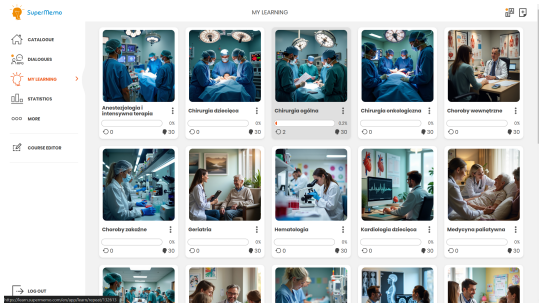 SuperMemo
MY LEARNING
CATALOGUE
DIALOGUES
MY LEARNING
STATISTICS
MORE
COURSE EDITOR
LOG OUT
Anestezjologia i
intensywna terapia
0%
0
30
Chirurgia dziecięca
0%
0
30
Chirurgia ogólna
0.2%
2
30
Chirurgia onkologiczna
0%
0
30
Choroby wewnętrzne
0%
0
30
Choroby zakaźne
0%
0
30
Geriatria
0%
0
30
Hematologia
0%
0
30
Kardiologia dziecięca
0%
0
30
Medycyna paliatywna
0%
0
30